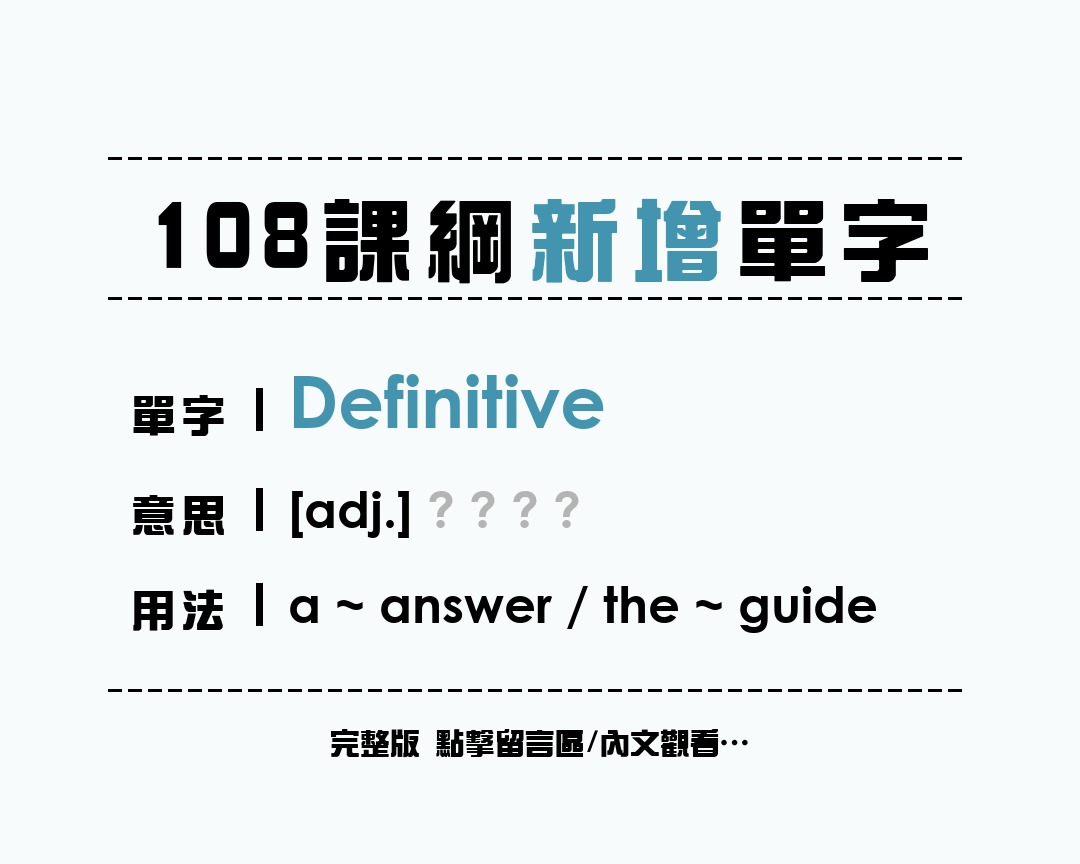 108課綱新增單字
單字 | Definitive
意思 | [adj.] ？？？？
用法 | a ~ answer / the ~ guide
完整版 點擊留言區/內文觀看…